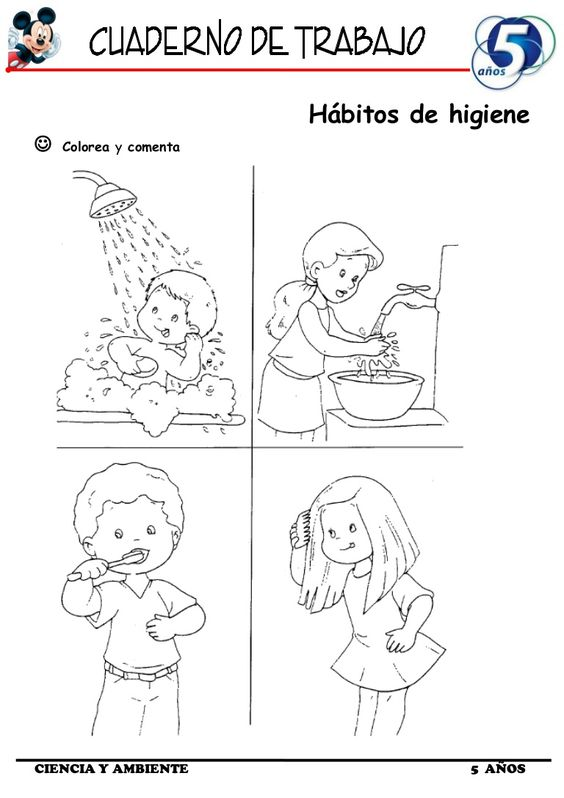 CUADERNO DE TRABAJO
5
años
Hábitos de higiene
Colorea y comenta
CIENCIA Y AMBIENTE 5 AÑOS